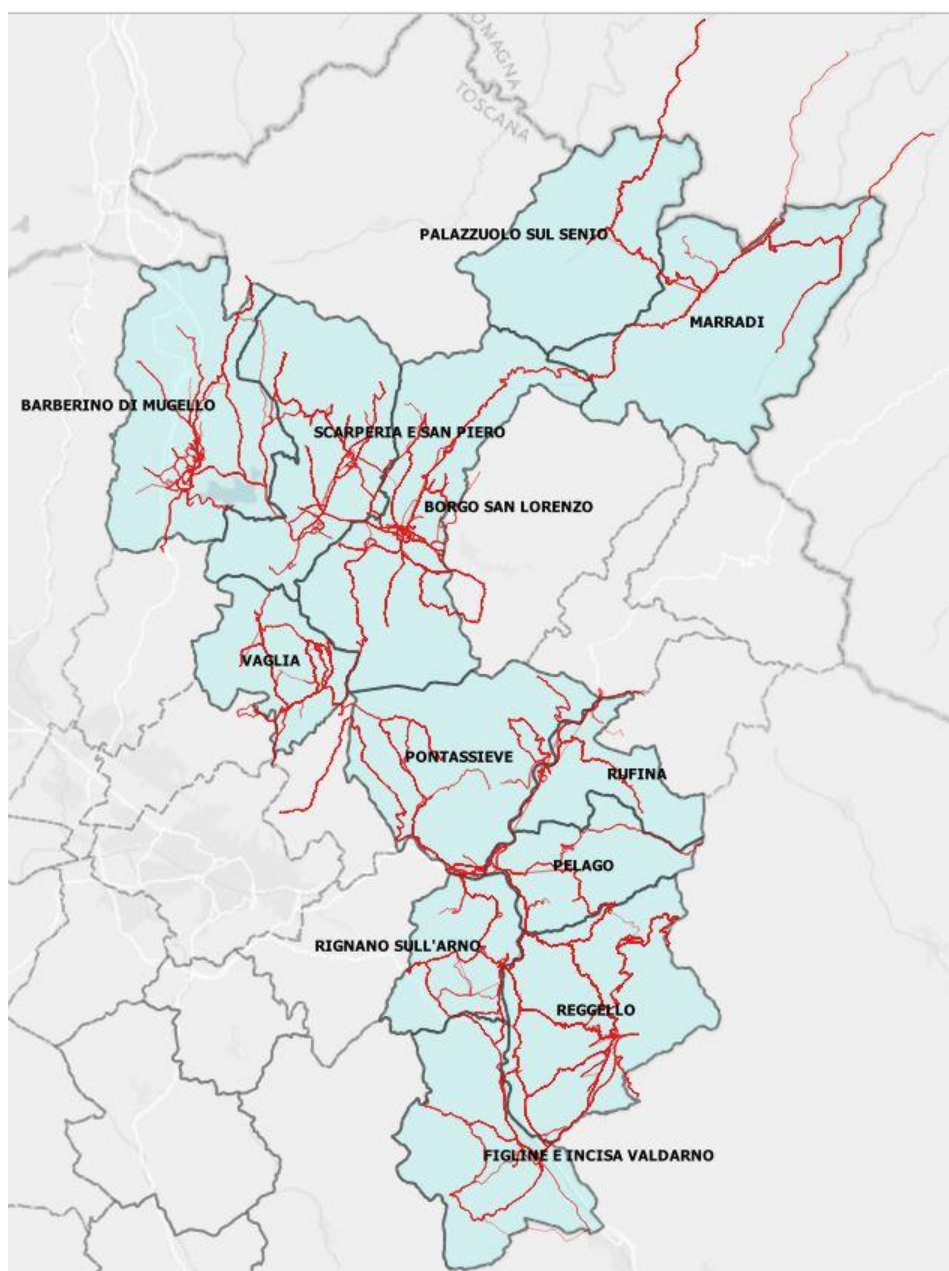 ROMAGNA
TOSCANA
PALAZZUOLO SUL SENIO
MARRADI
BARBERINO DI MUGELLO
SCARPERIA E SAN PIERO
BORGO SAN LORENZO
VAGLIA
PONTASSIEVE
RUFINA
PELAGO
RIGNANO SULL'ARNO
REGGELLO
FIGLINE E INCISA VALDARNO